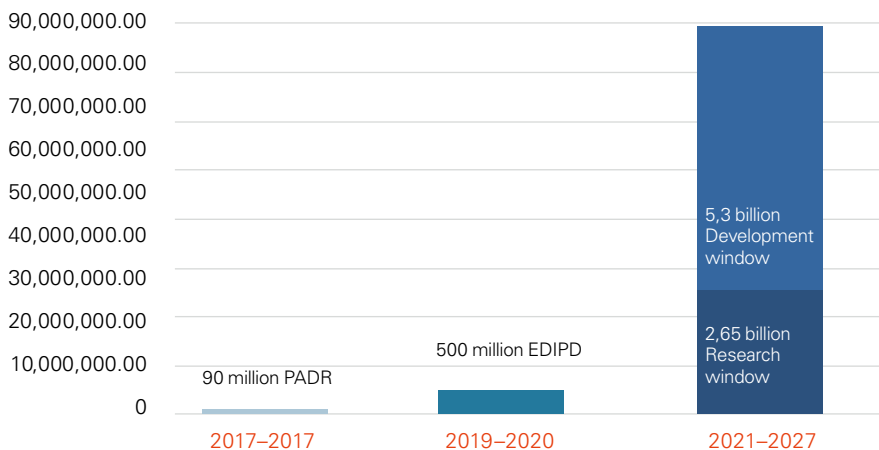 90,000,000.00
80,000,000.00
70,000,000.00
60,000,000.00
50,000,000.00
40,000,000.00
30,000,000.00
20,000,000.00
10,000,000.00
0
90 million PADR
500 million EDIPD
5,3 billion
Development
window
2,65 billion
Research
window
2017–2017
2019–2020
2021–2027